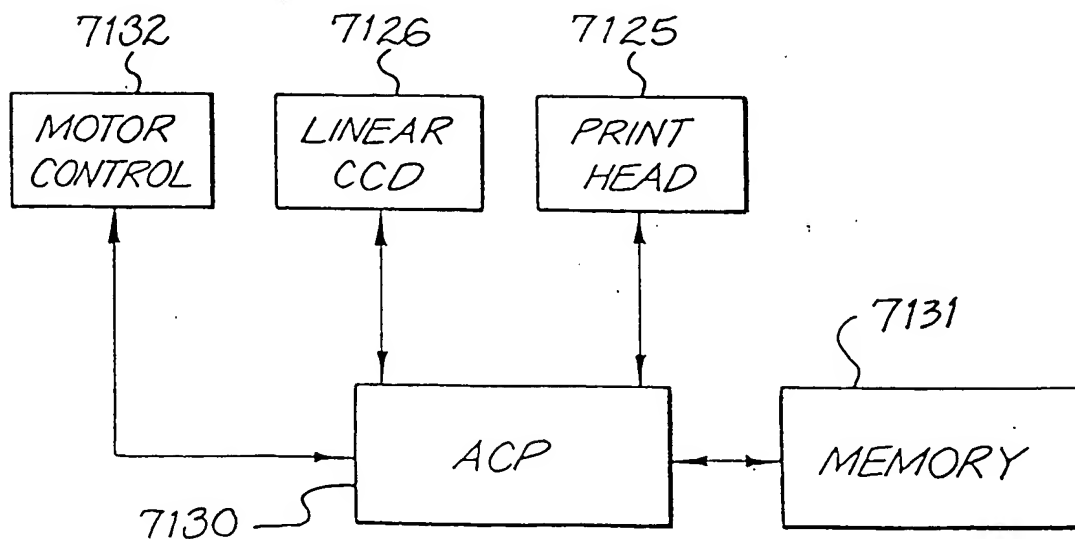 7132
7126
7125
MOTOR
CONTROL
LINEAR
CCD
PRINT
HEAD
7131
ACP
MEMORY
7130